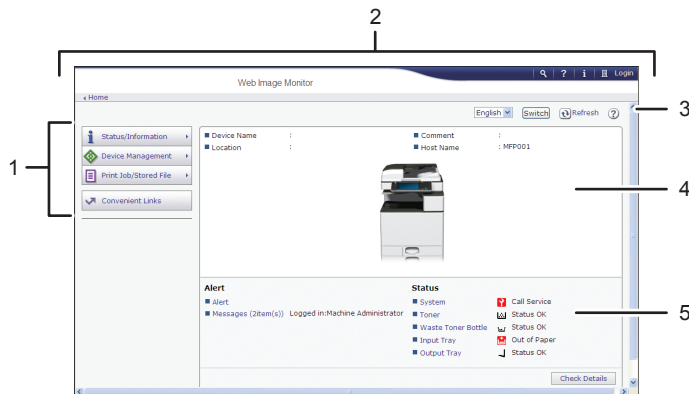 2
Web Image Monitor
? i Login
Home
English Switch Refresh ?
3
1
Status/Information
Device Management
Print Job/Stored File
Convenient Links
Device Name :
Comment :
Location :
Host Name : MFP001
4
Alert
Status
Alert
System Call Service
Messages (2item(s)) Logged in:Machine Administrator
Toner Status OK
5
Waste Toner Bottle Status OK
Input Tray Out of Paper
Output Tray Status OK
Check Details